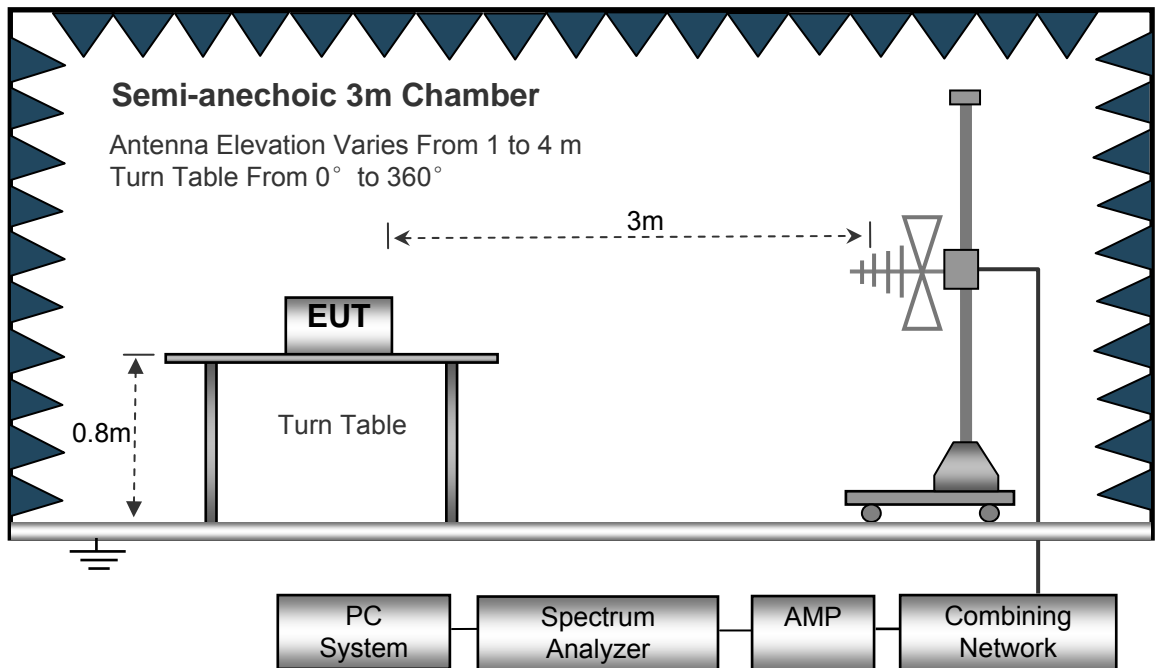 Semi-anechoic 3m Chamber
Antenna Elevation Varies From 1 to 4 m
Turn Table From 0° to 360°
3m
EUT
0.8m
Turn Table
PC
System
Spectrum
Analyzer
AMP
Combining
Network